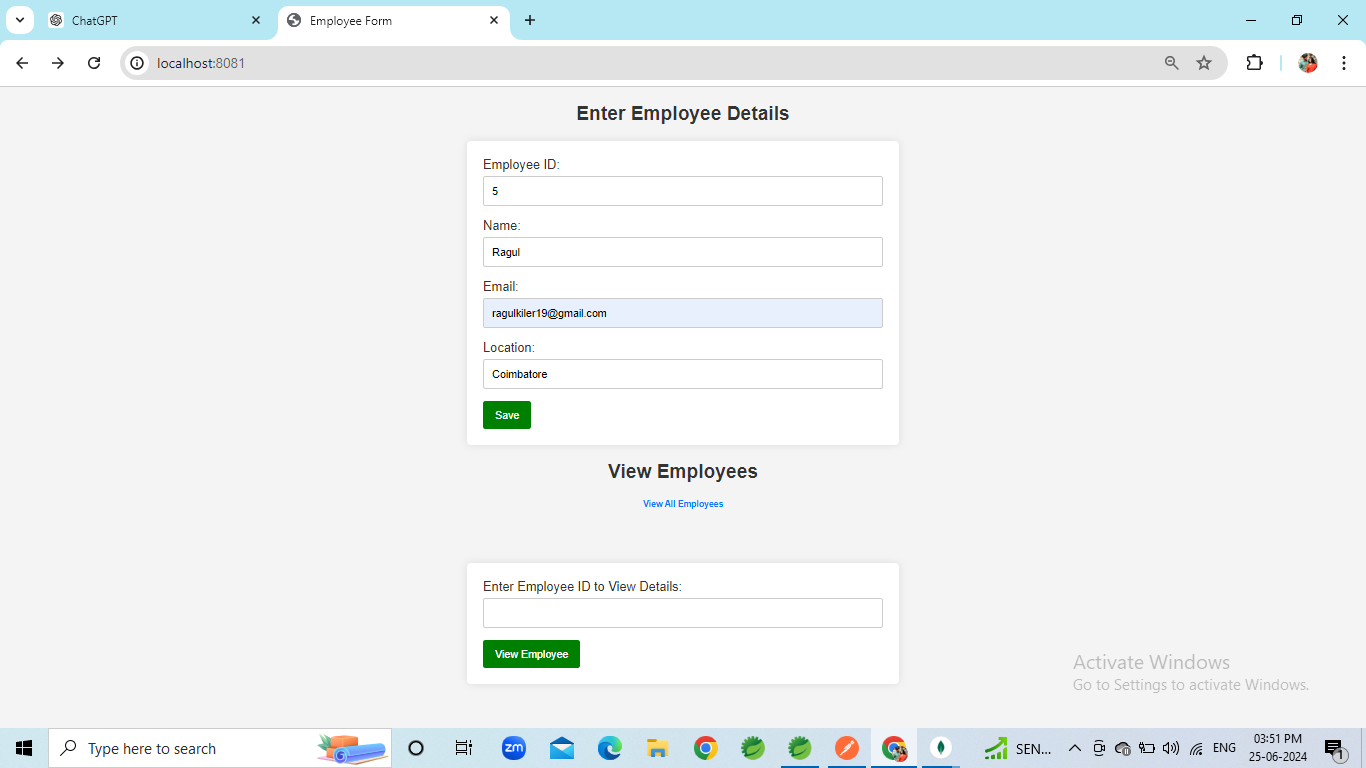 ChatGPT
Employee Form
localhost:8081
Enter Employee Details
Employee ID:
5
Name:
Ragul
Email:
ragulkiler19@gmail.com
Location:
Coimbatore
Save
View Employees
View All Employees
Enter Employee ID to View Details:
View Employee
Activate Windows
Go to Settings to activate Windows.
Type here to search
zm
SEN...
ENG
03:51 PM
25-06-2024
1